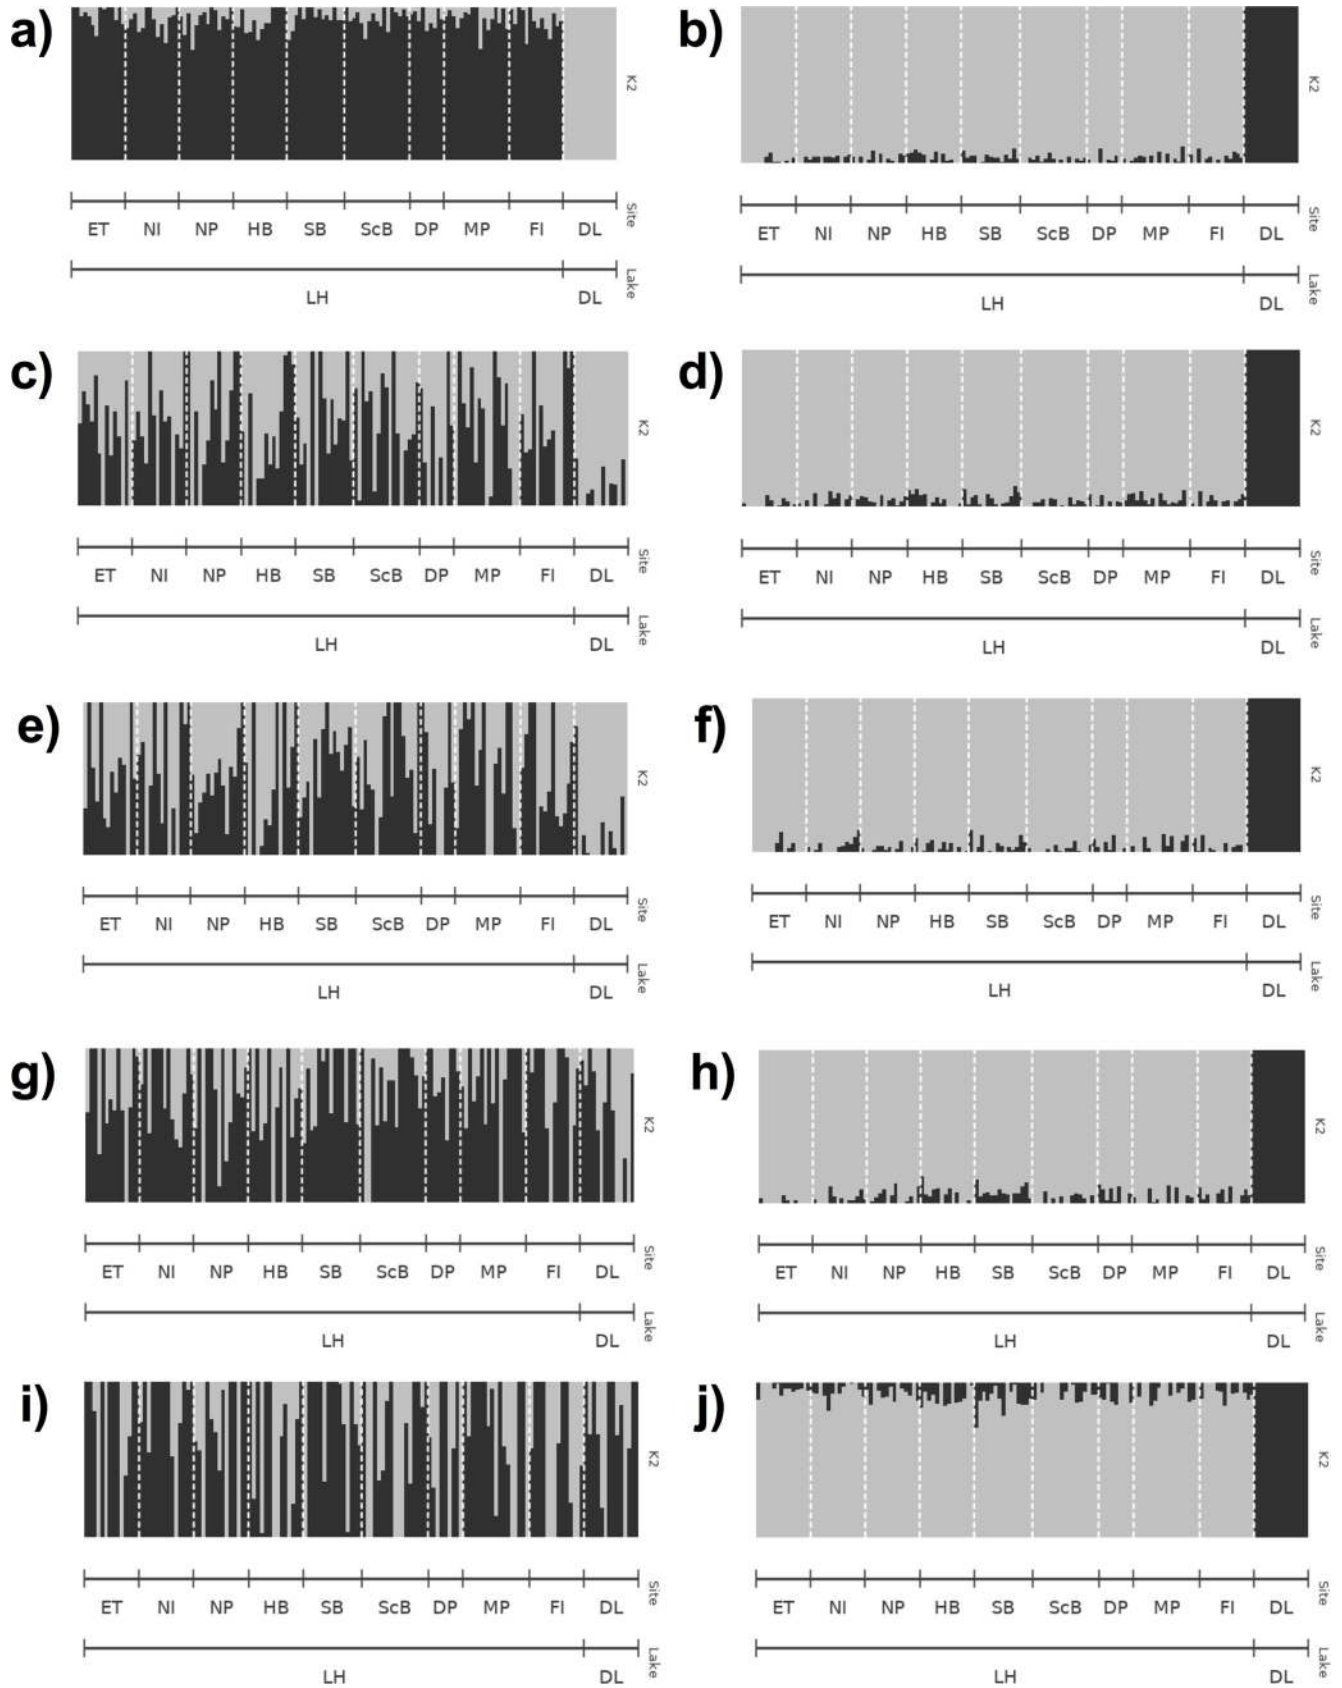 a)
K2
Site
ET NI NP HB SB ScB DP MP FI DL
Lake
LH DL
b)
K2
Site
ET NI NP HB SB ScB DP MP FI DL
Lake
LH DL
c)
K2
Site
ET NI NP HB SB ScB DP MP FI DL
Lake
LH DL
d)
K2
Site
ET NI NP HB SB ScB DP MP FI DL
Lake
LH DL
e)
K2
Site
ET NI NP HB SB ScB DP MP FI DL
Lake
LH DL
f)
K2
Site
ET NI NP HB SB ScB DP MP FI DL
Lake
LH DL
g)
K2
Site
ET NI NP HB SB ScB DP MP FI DL
Lake
LH DL
h)
K2
Site
ET NI NP HB SB ScB DP MP FI DL
Lake
LH DL
i)
K2
Site
ET NI NP HB SB ScB DP MP FI DL
Lake
LH DL
j)
K2
Site
ET NI NP HB SB ScB DP MP FI DL
Lake
LH DL